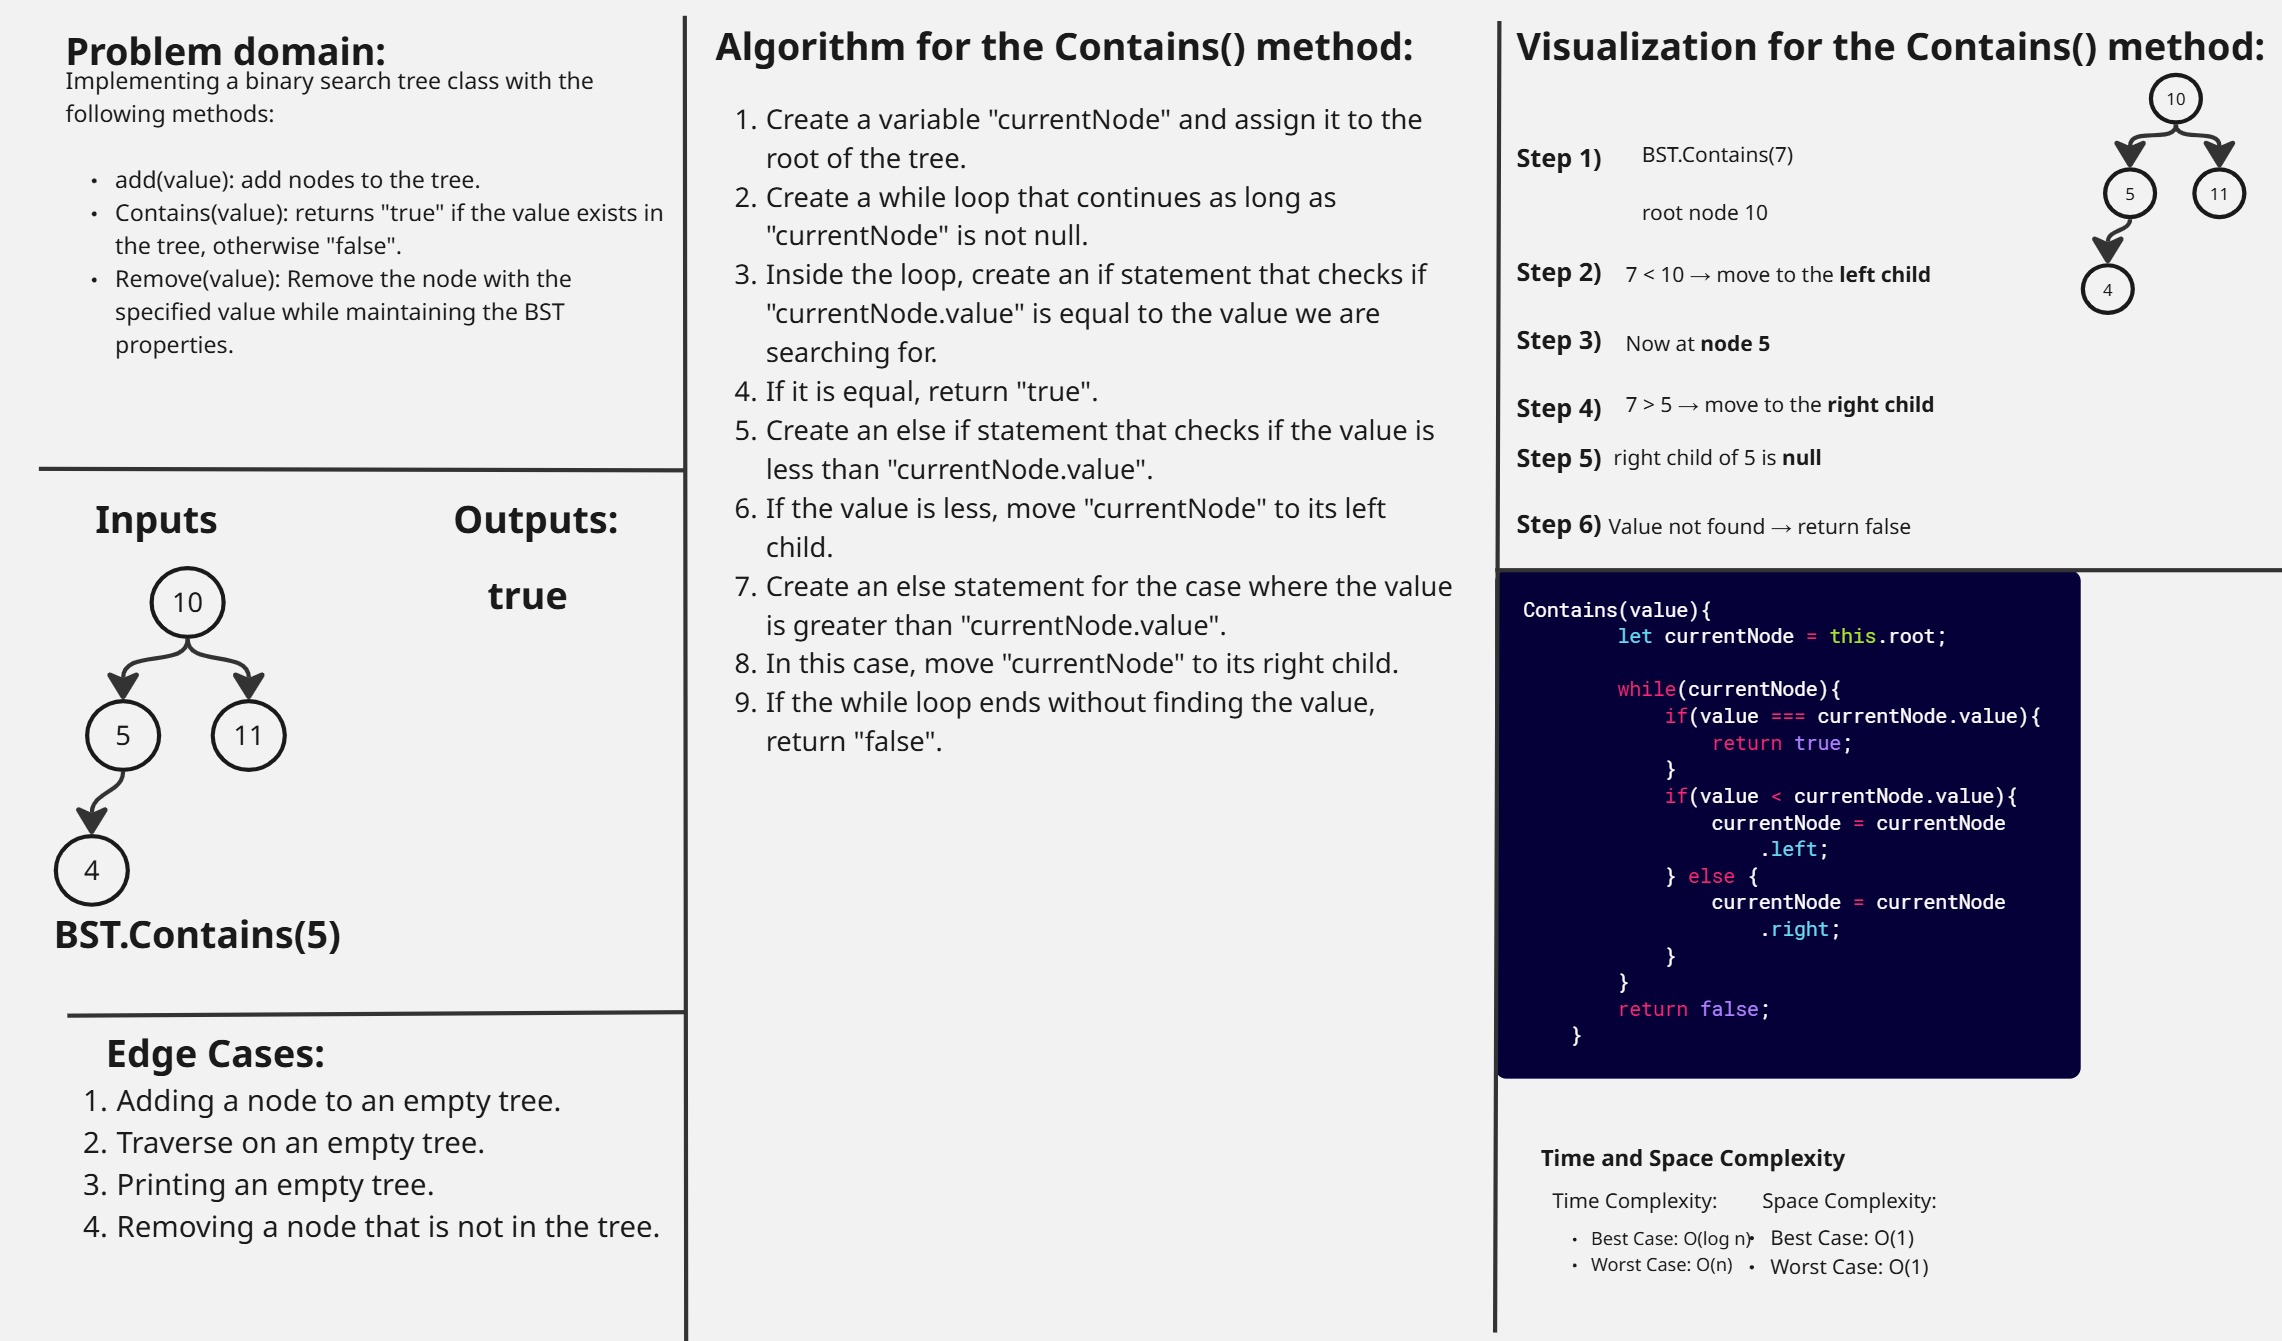 Problem domain:
Implementing a binary search tree class with the
following methods:
• add(value): add nodes to the tree.
• Contains(value): returns "true" if the value exists in
the tree, otherwise "false".
• Remove(value): Remove the node with the
specified value while maintaining the BST
properties.
Inputs
Outputs:
true
10
5
11
4
BST.Contains(5)
Edge Cases:
1. Adding a node to an empty tree.
2. Traverse on an empty tree.
3. Printing an empty tree.
4. Removing a node that is not in the tree.
Algorithm for the Contains() method:
1. Create a variable "currentNode" and assign it to the
root of the tree.
2. Create a while loop that continues as long as
"currentNode" is not null.
3. Inside the loop, create an if statement that checks if
"currentNode.value" is equal to the value we are
searching for.
4. If it is equal, return "true".
5. Create an else if statement that checks if the value is
less than "currentNode.value".
6. If the value is less, move "currentNode" to its left
child.
7. Create an else statement for the case where the value
is greater than "currentNode.value".
8. In this case, move "currentNode" to its right child.
9. If the while loop ends without finding the value,
return "false".
Visualization for the Contains() method:
10
5
11
4
Step 1) BST.Contains(7)
root node 10
Step 2) 7 < 10 → move to the left child
Step 3) Now at node 5
Step 4) 7 > 5 → move to the right child
Step 5) right child of 5 is null
Step 6) Value not found → return false
Contains(value){
let currentNode = this.root;
while(currentNode){
if(value === currentNode.value){
return true;
}
if(value < currentNode.value){
currentNode = currentNode
.left;
} else {
currentNode = currentNode
.right;
}
}
return false;
}
Time and Space Complexity
Time Complexity:
• Best Case: O(log n)
• Worst Case: O(n)
Space Complexity:
• Best Case: O(1)
• Worst Case: O(1)